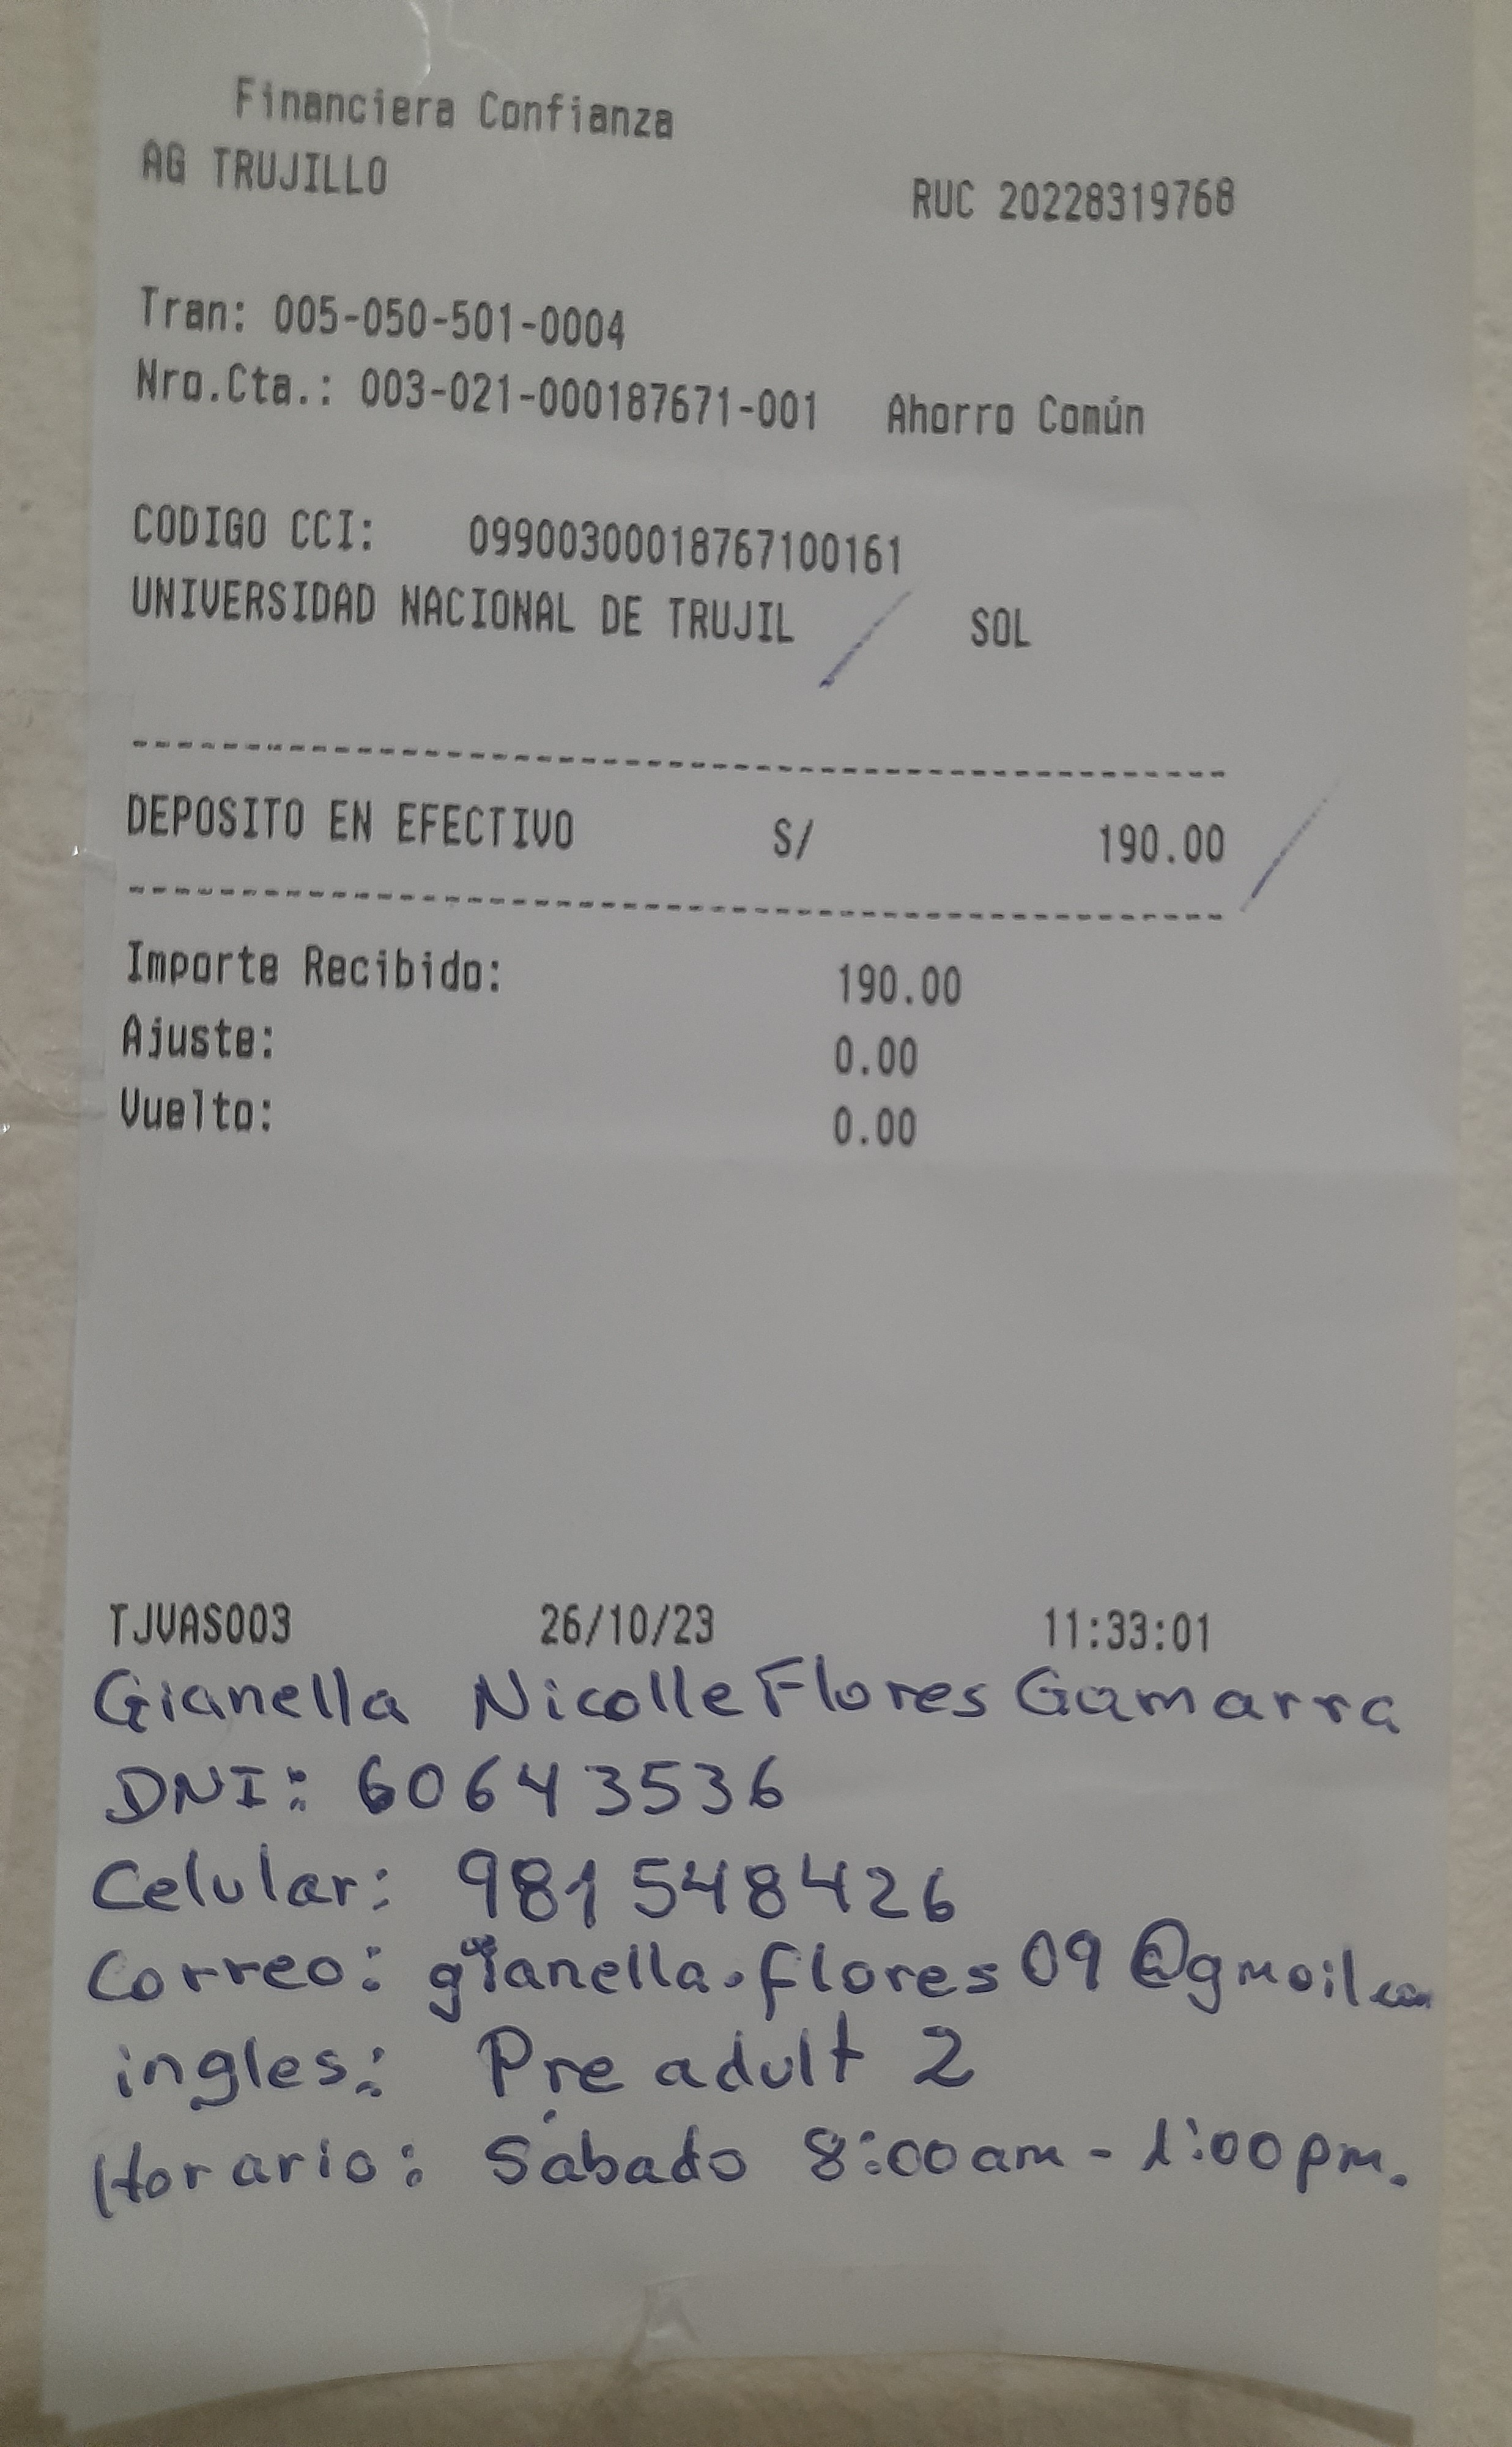 Financiera Confianza
AG TRUJILLO
RUC 20228319768
Tran: 005-050-501-0004
Nro.Cta.: 003-021-000187671-001 Ahorro Común
CODIGO CCI: 09900300018767100161
UNIVERSIDAD NACIONAL DE TRUJIL SOL
DEPOSITO EN EFECTIVO S/ 190.00
Importe Recibido: 190.00
Ajuste: 0.00
Vuelto: 0.00
TJVAS003 26/10/23 11:33:01
Gianella Nicolle Flores Gamarra
DNI: 60643536
Celular: 981548426
Correo: gianella.flores09@gmail.com
ingles: Pre adult 2
Horario: Sábado 8:00am - 1:00pm.